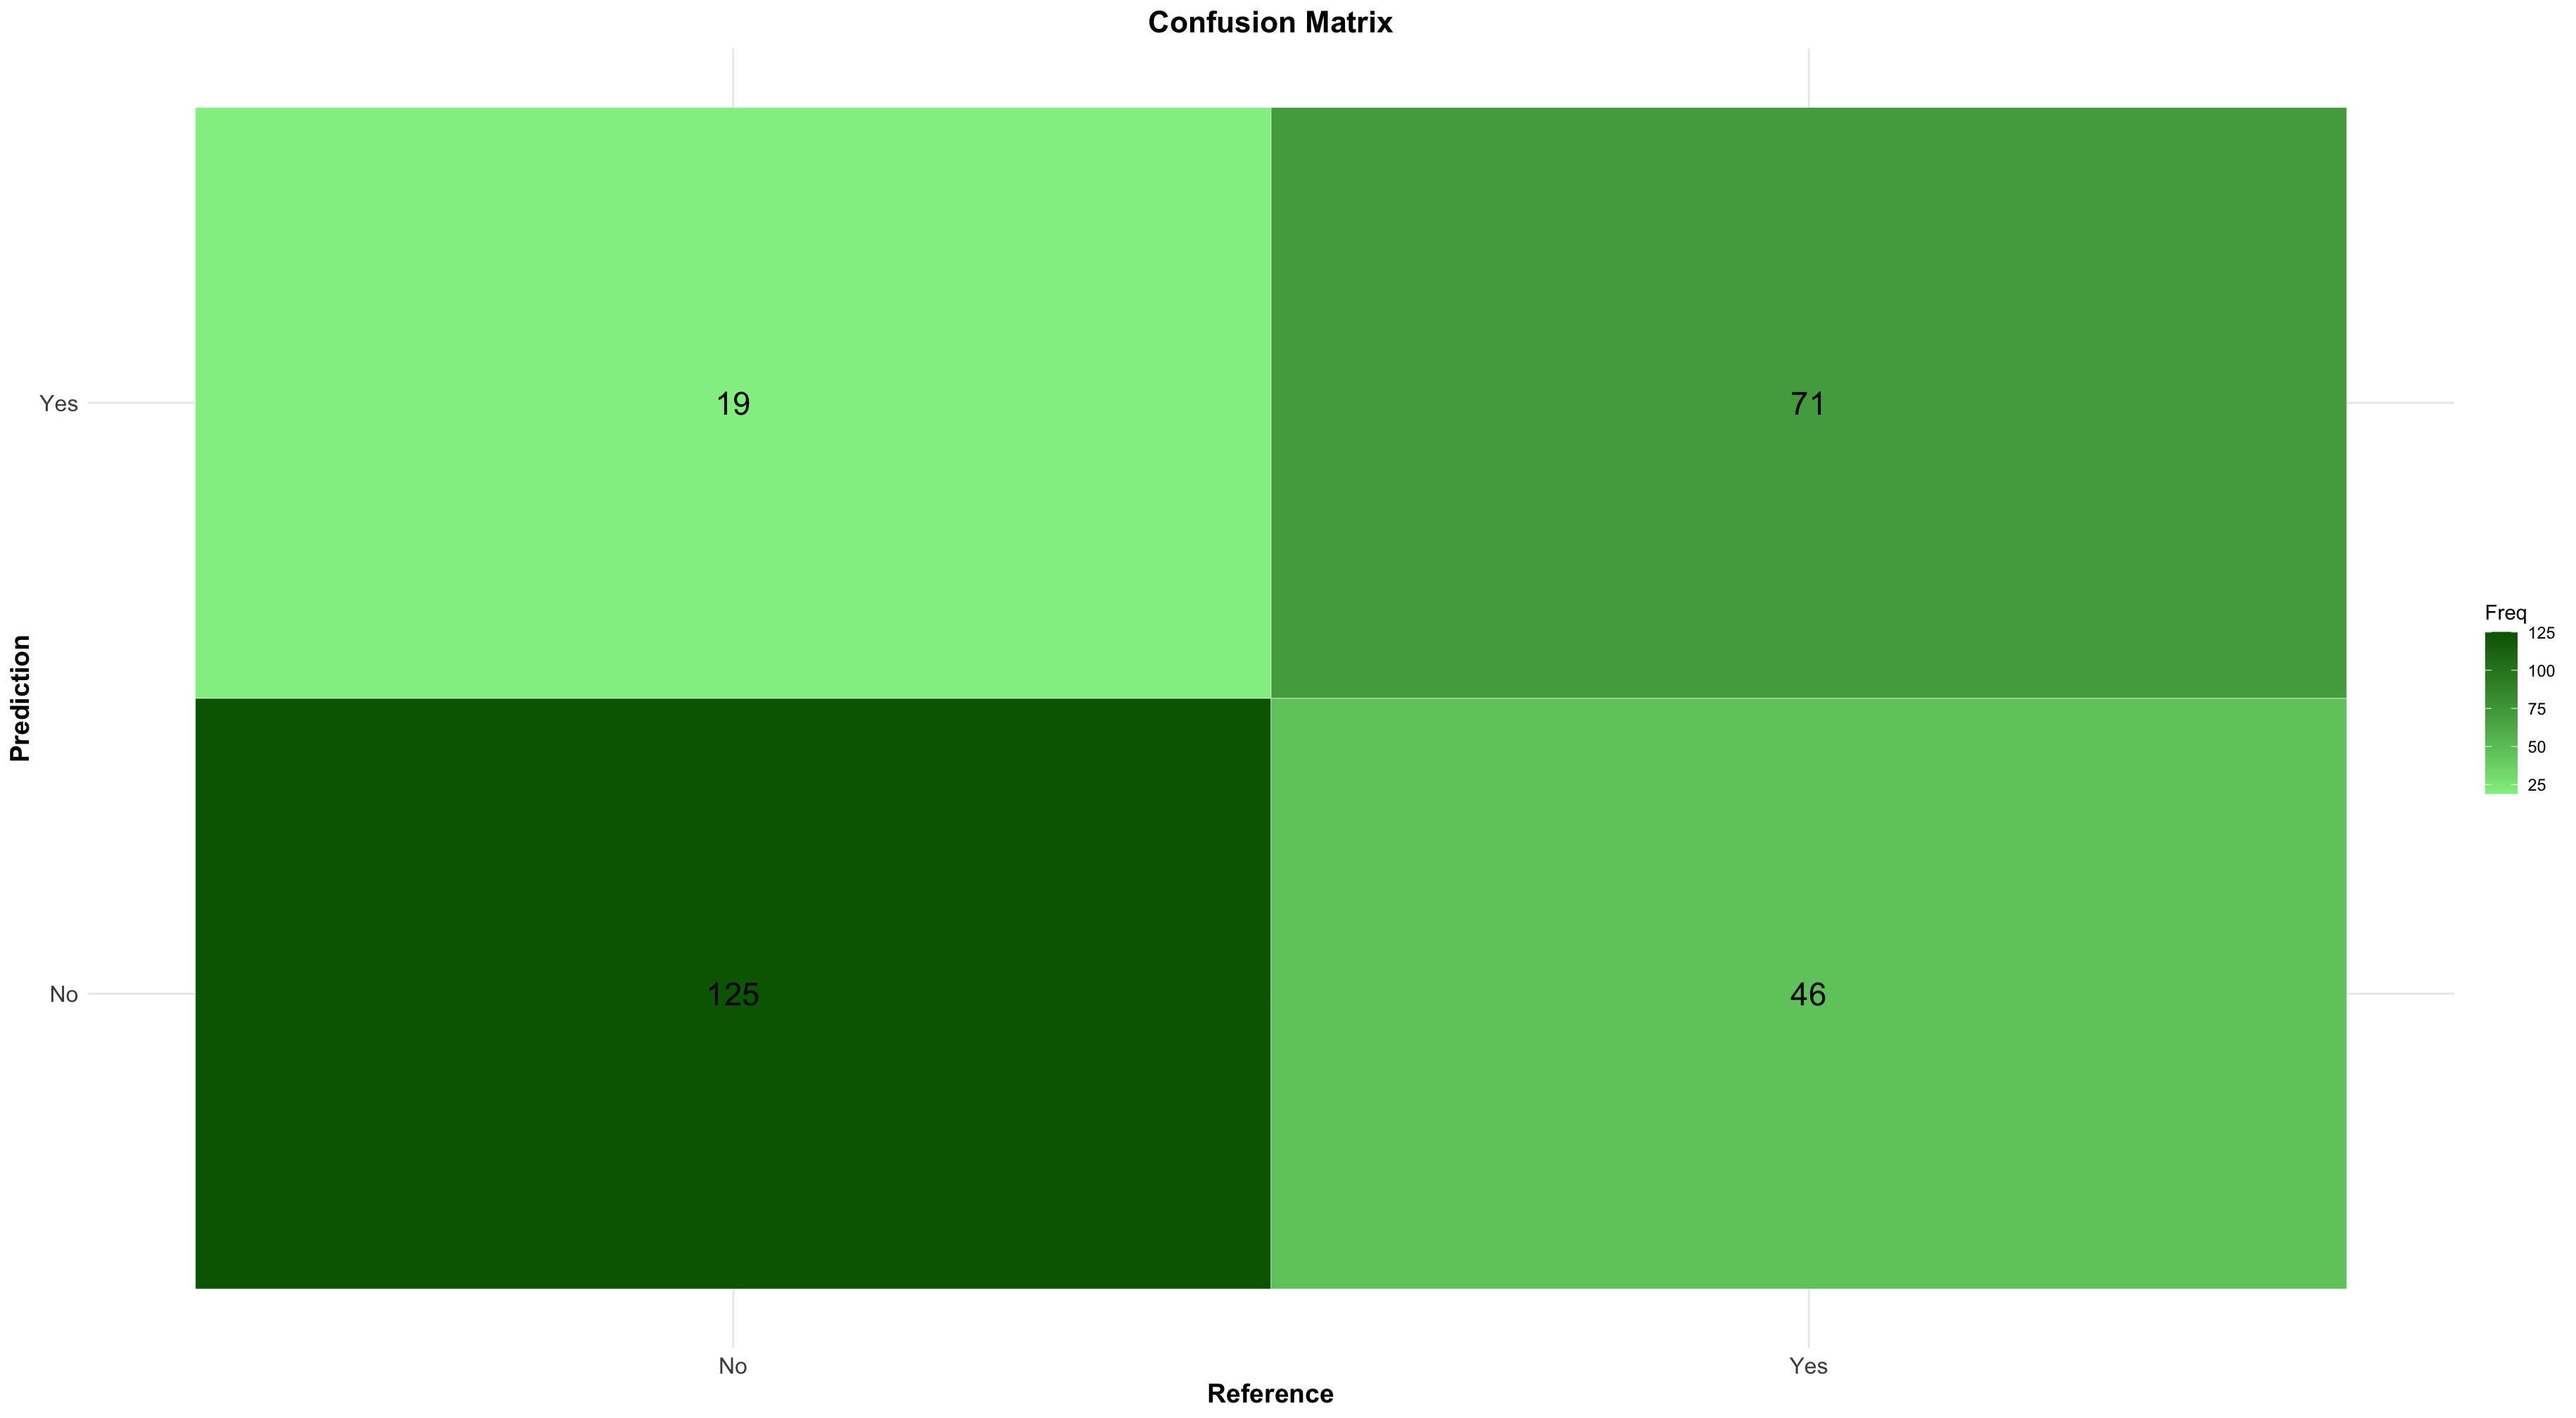 Confusion Matrix
Yes
19
71
Prediction
No
125
46
No
Yes
Reference
Freq
125
100
75
50
25